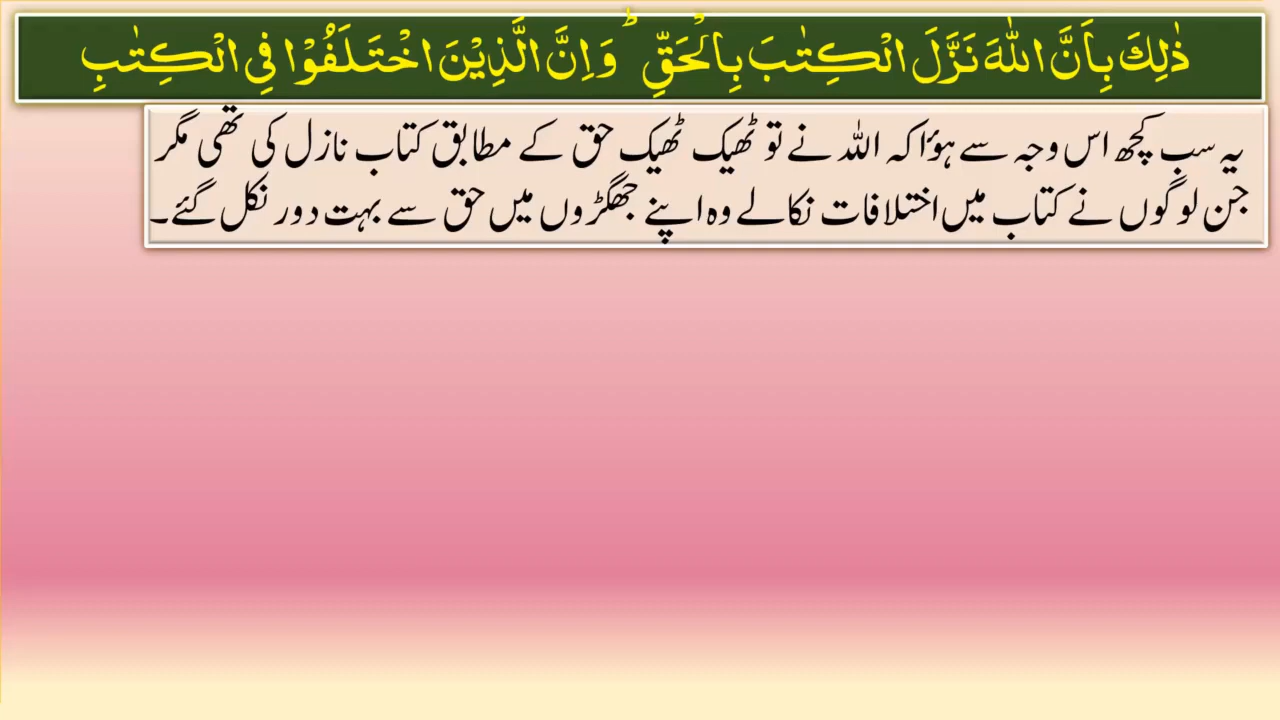 ذٰلِكَ بِاَنَّ اللّٰهَ نَزَّلَ الْكِتٰبَ بِالْحَقِّ ؕ وَاِنَّ الَّذِيْنَ اخْتَلَفُوْا فِي الْكِتٰبِ
یہ سب کچھ اس وجہ سے ہؤا کہ اللہ نے تو ٹھیک ٹھیک حق کے مطابق کتاب نازل کی تھی مگر
جن لوگوں نے کتاب میں اختلافات نکالے وہ اپنے جھگڑوں میں حق سے بہت دور نکل گئے۔